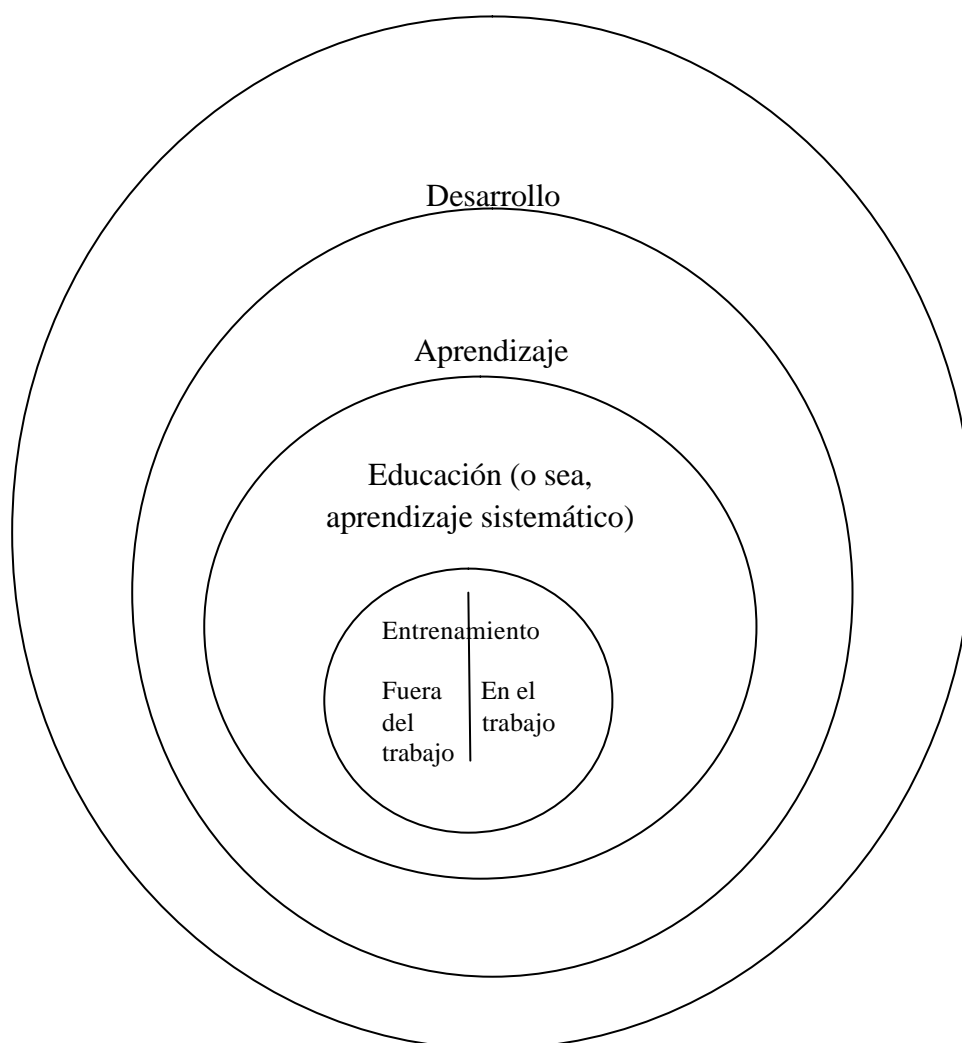 Desarrollo
Aprendizaje
Educación (o sea,
aprendizaje sistemático)
Entrenamiento
Fuera
del
trabajo
En el
trabajo